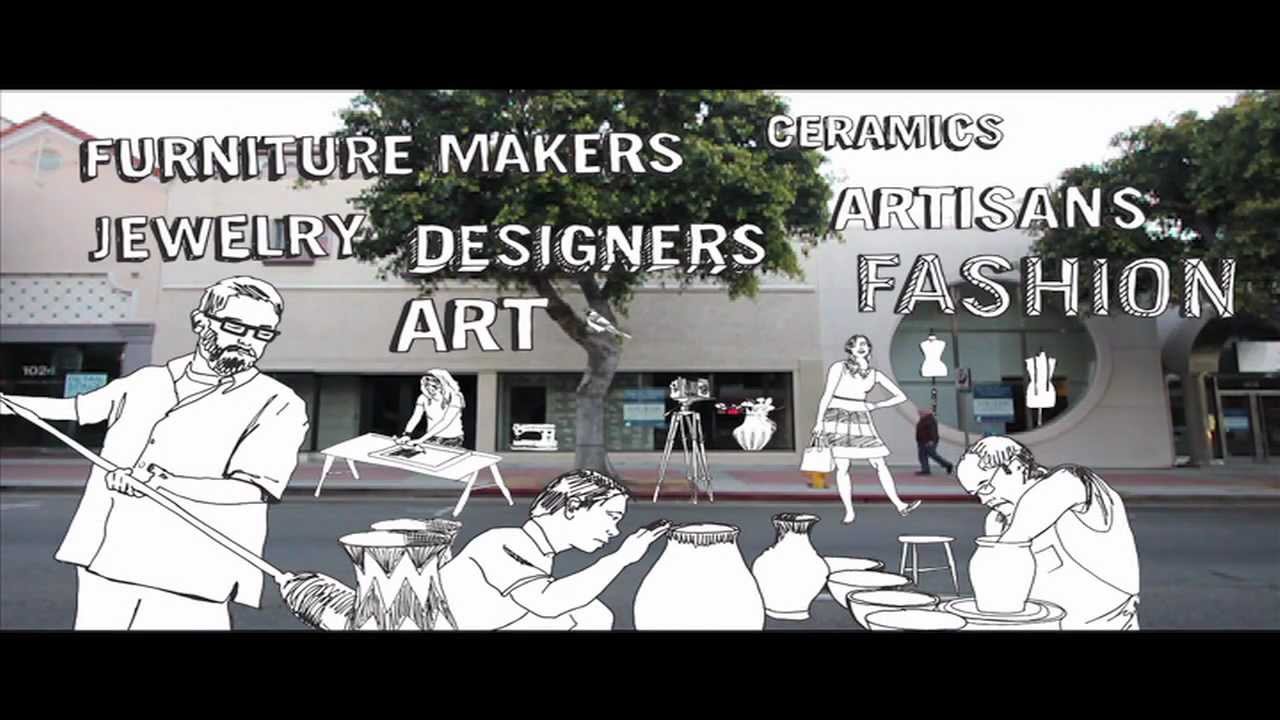 FURNITURE MAKERS
CERAMICS
JEWELRY
DESIGNERS
ARTISANS
ART
FASHION